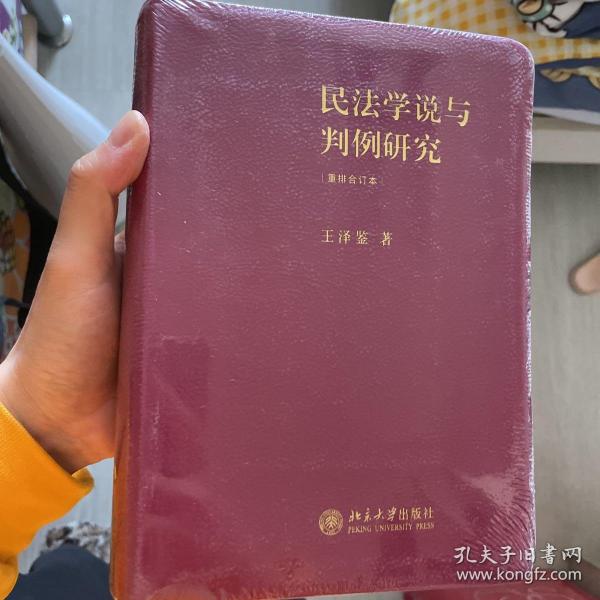 民法学说与
判例研究
[重排合订本]
王泽鉴 著
北京大学出版社
PEKING UNIVERSITY PRESS
孔夫子旧书网
www.kongfz.com